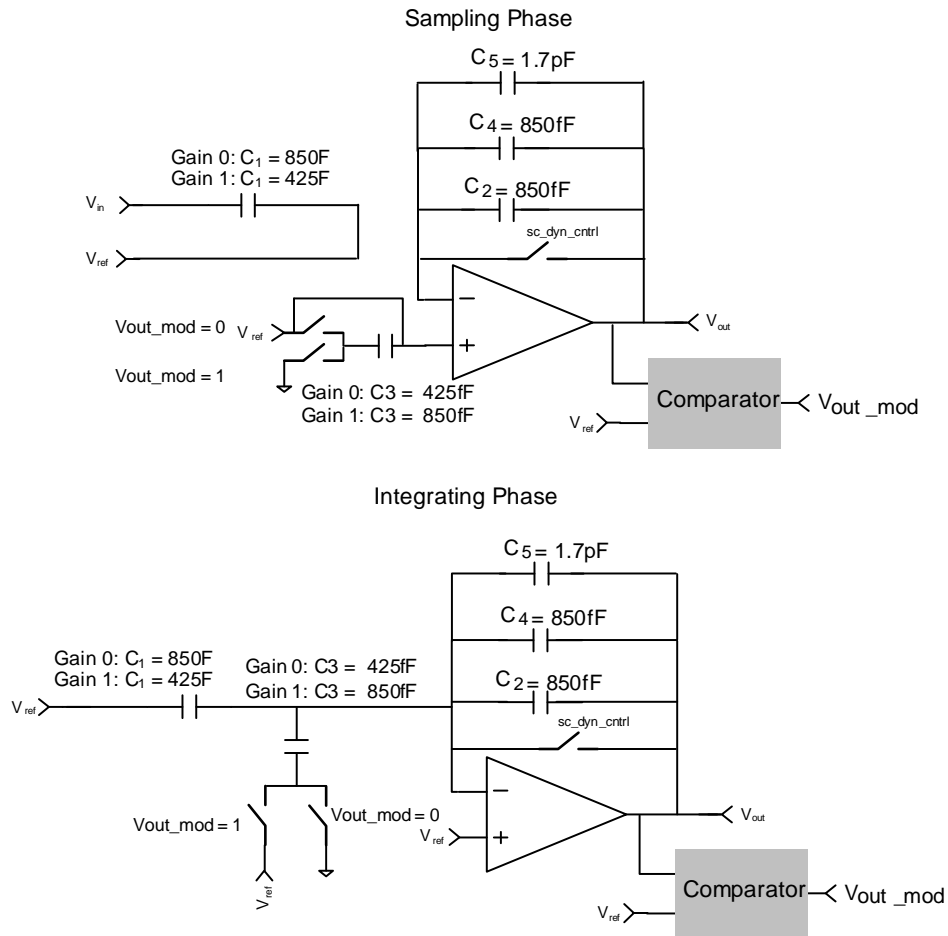 Sampling Phase
C5 = 1.7pF
C4 = 850fF
Gain 0: C1 = 850F
Gain 1: C1 = 425F
C2 = 850fF
Vin
sc_dyn_cntrl
Vref
Vout_mod = 0
Vref
Vout
Vout_mod = 1
Gain 0: C3 = 425fF
Gain 1: C3 = 850fF
Comparator
Vout _mod
Vref
Integrating Phase
C5 = 1.7pF
C4 = 850fF
Gain 0: C1 = 850F
Gain 1: C1 = 425F
Gain 0: C3 = 425fF
Gain 1: C3 = 850fF
C2 = 850fF
Vref
sc_dyn_cntrl
Vout_mod = 1
Vout_mod = 0
Vref
Vout
Vref
Comparator
Vout _mod
Vref